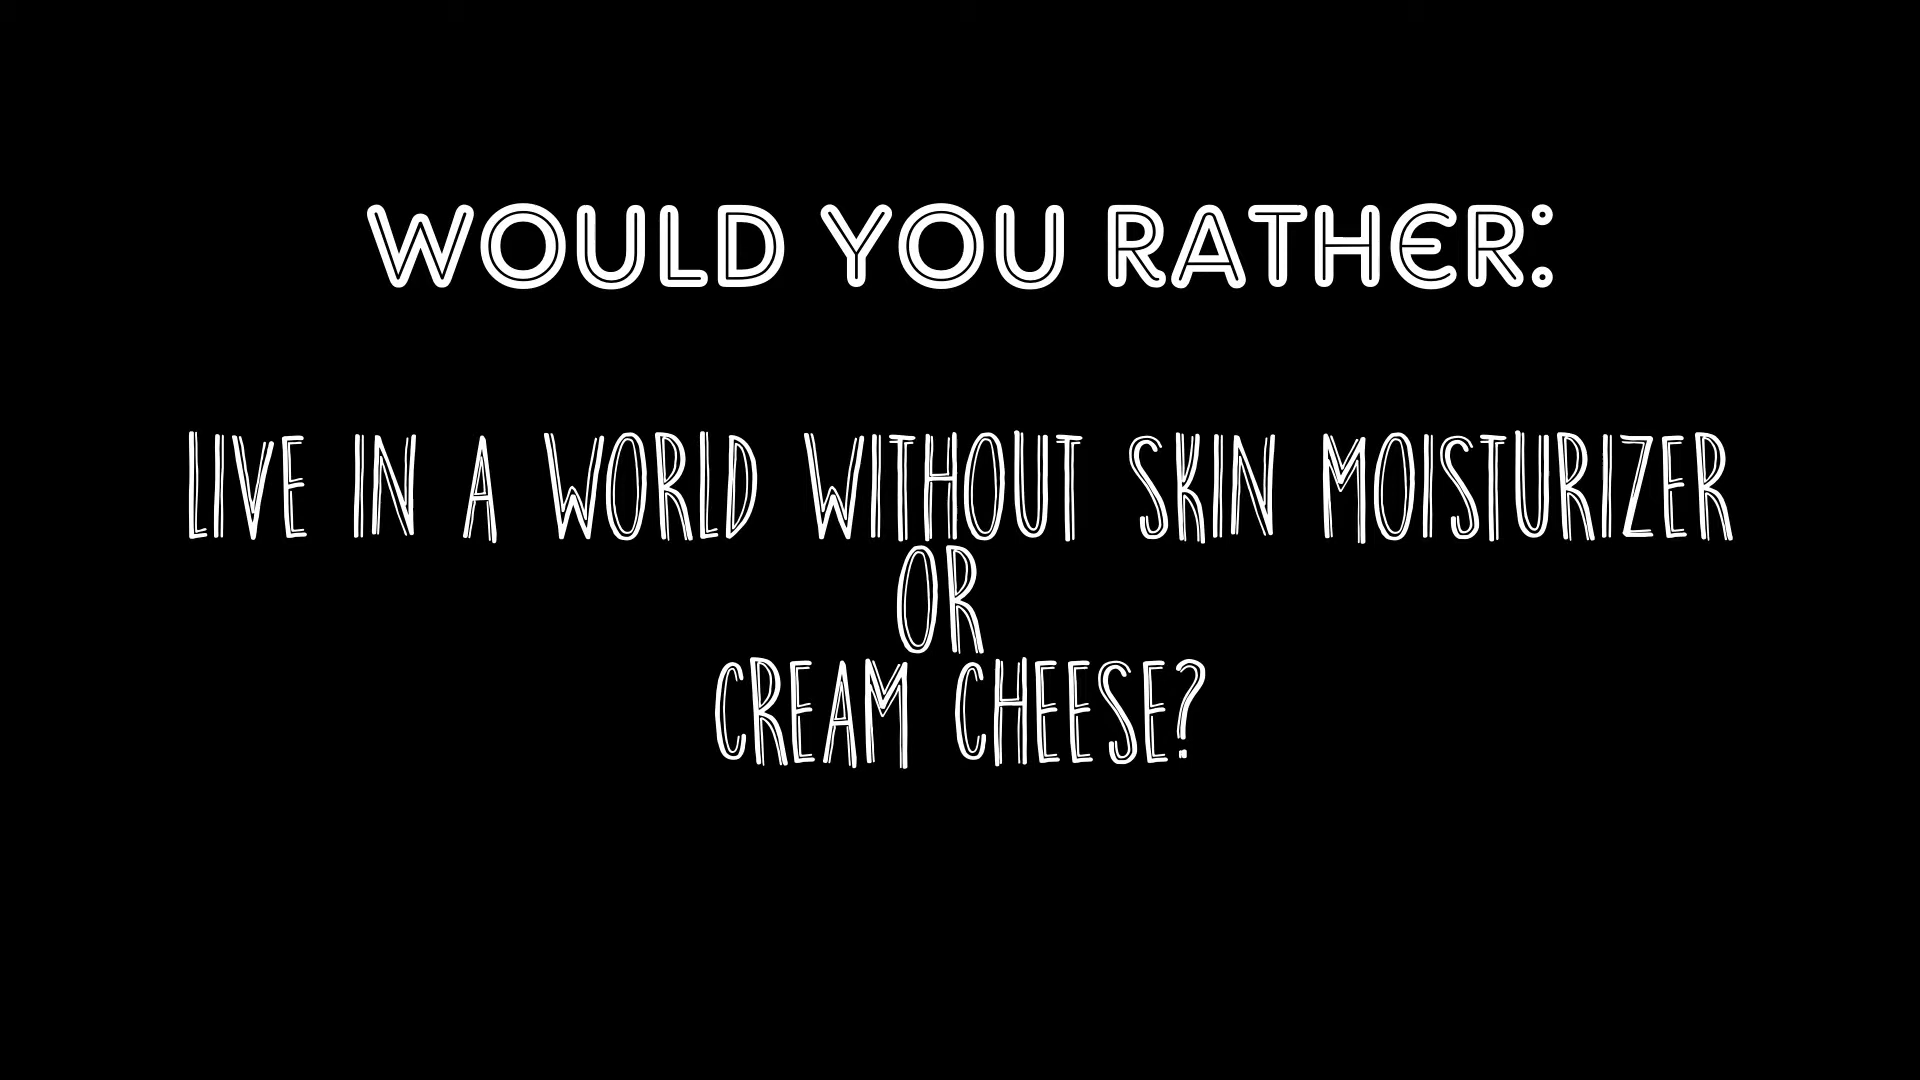 WOULD YOU RATHER:
LIVE IN A WORLD WITHOUT SKIN MOISTURIZER
OR
CREAM CHEESE?